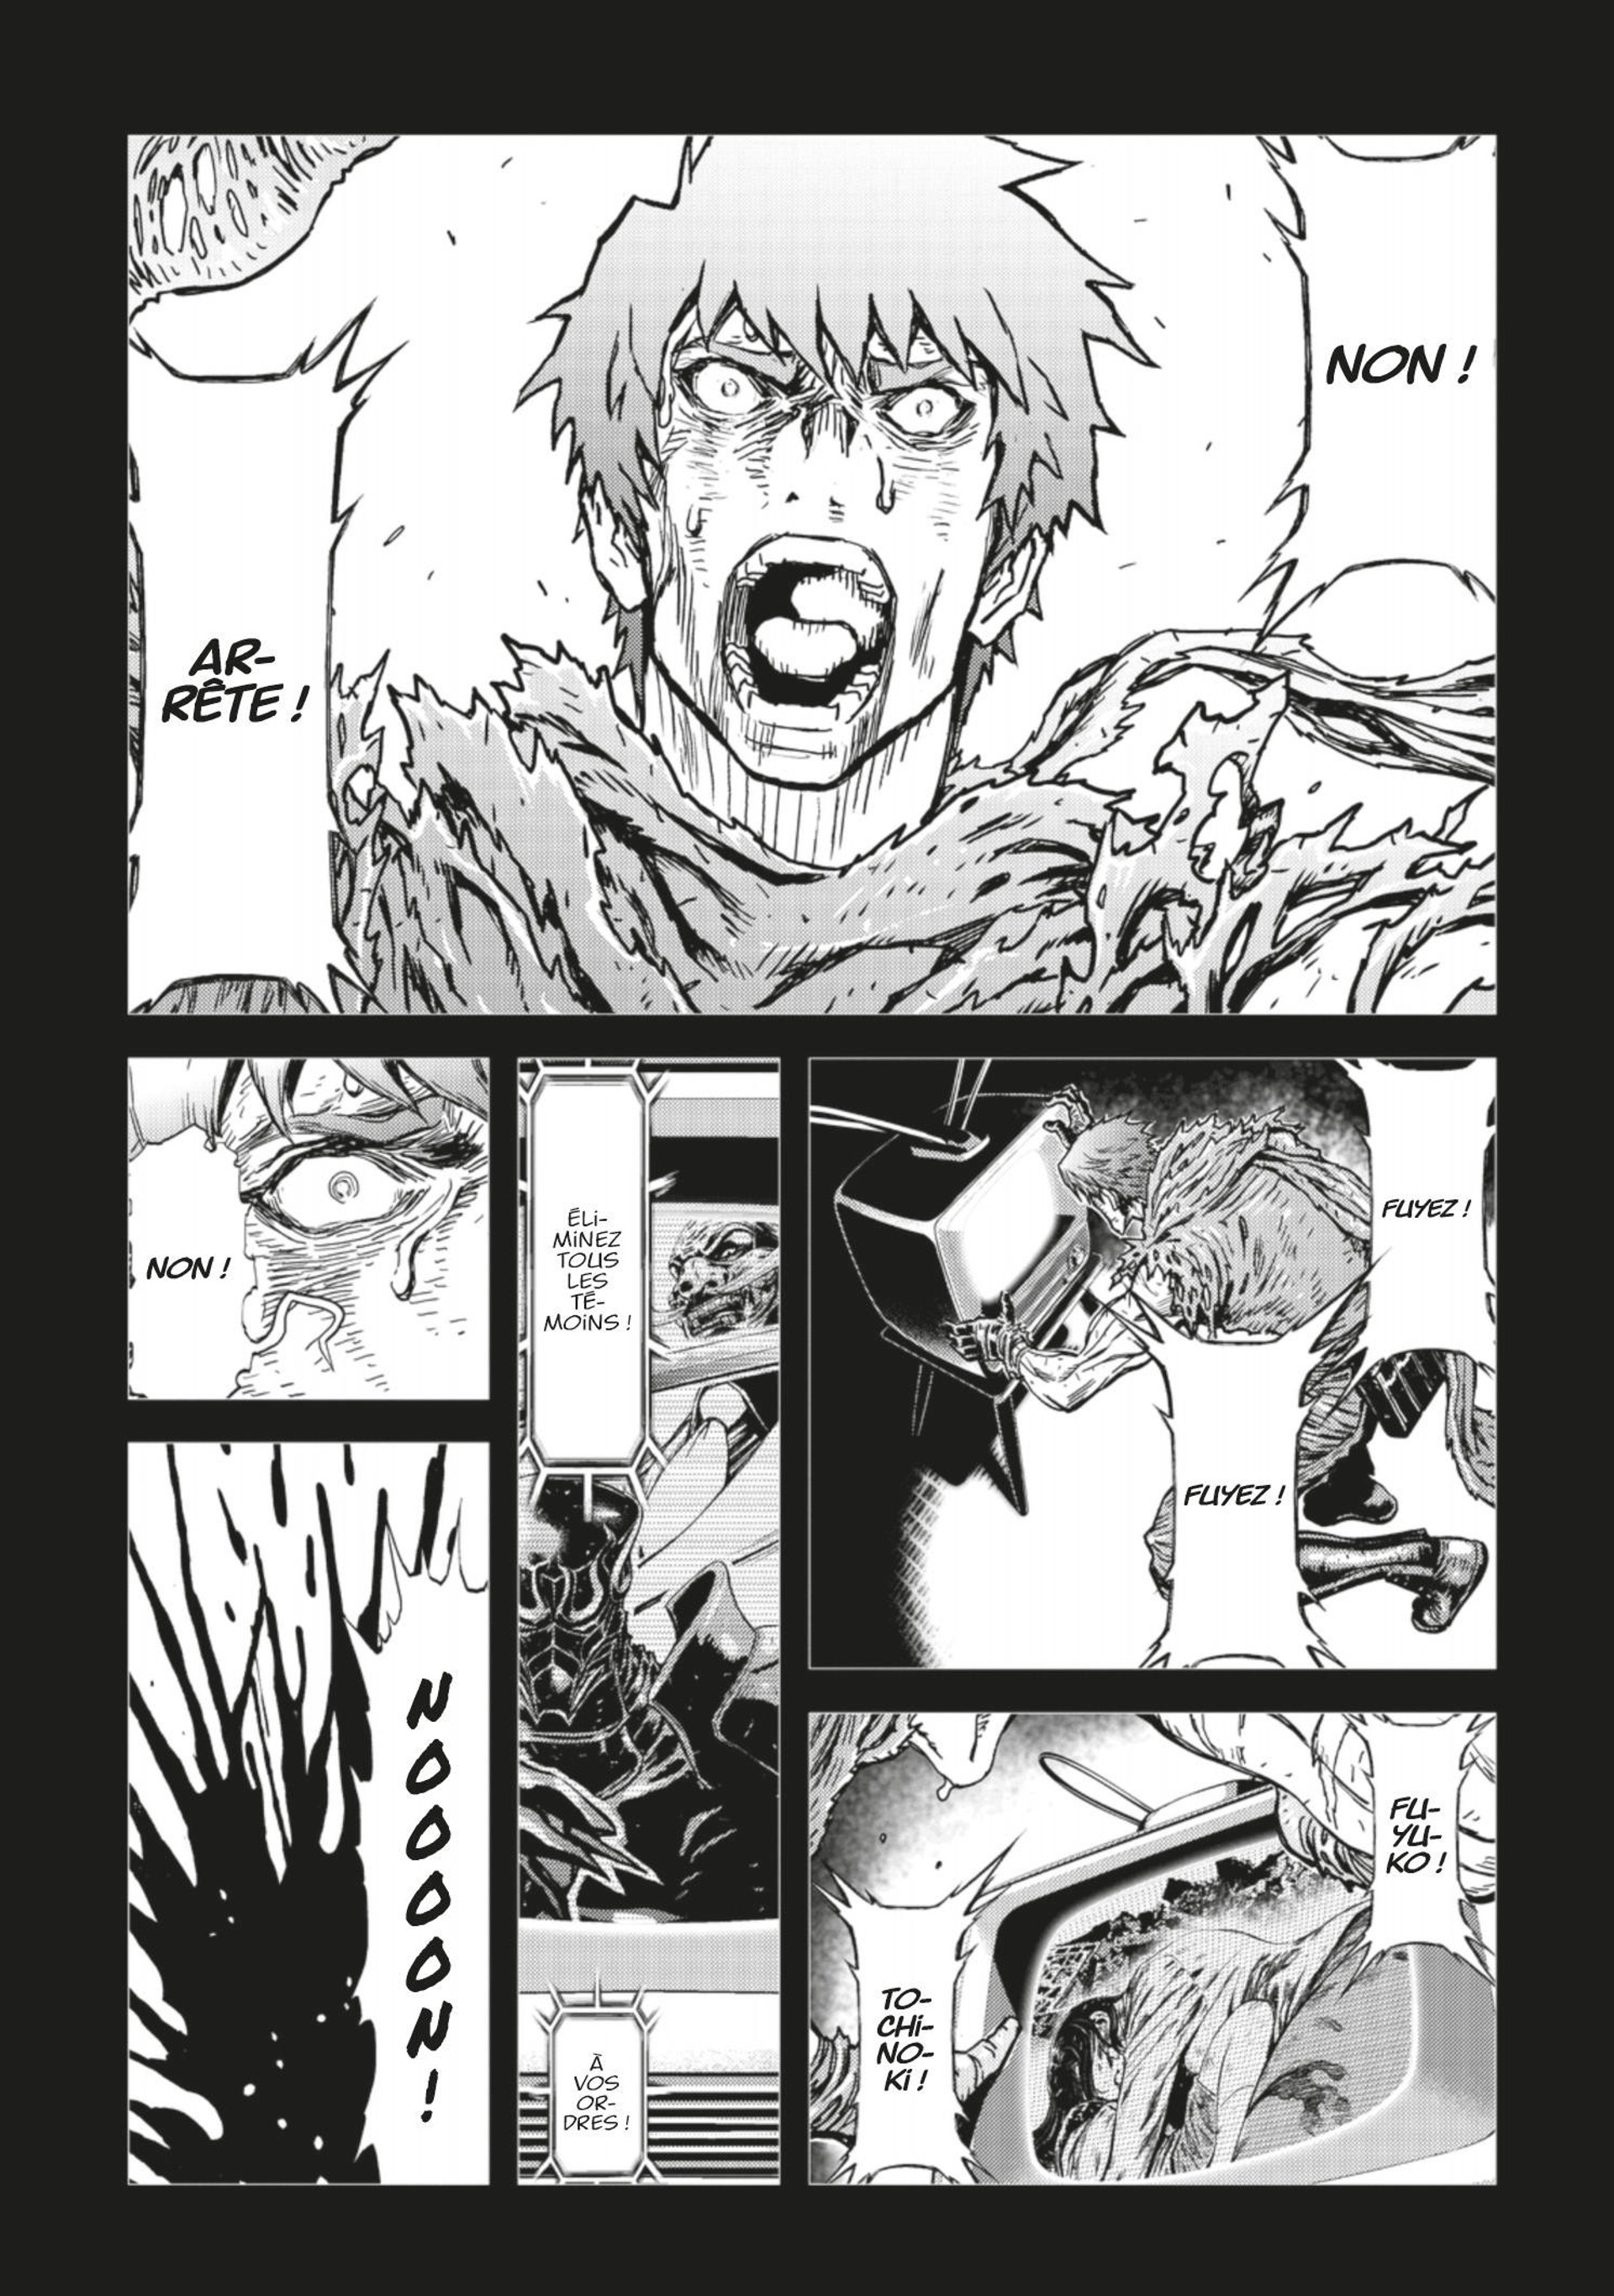 NON !
AR-
RÊTE !
FUYEZ !
FUYEZ !
FU-
YU-
KO !
TO-
CHi-
NO-
Ki !
ÉLi-
MiNEZ
TOUS
LES
TÉ-
MOiNS !
À
VOS
OR-
DRES !
NON !
N
O
O
O
O
N
!